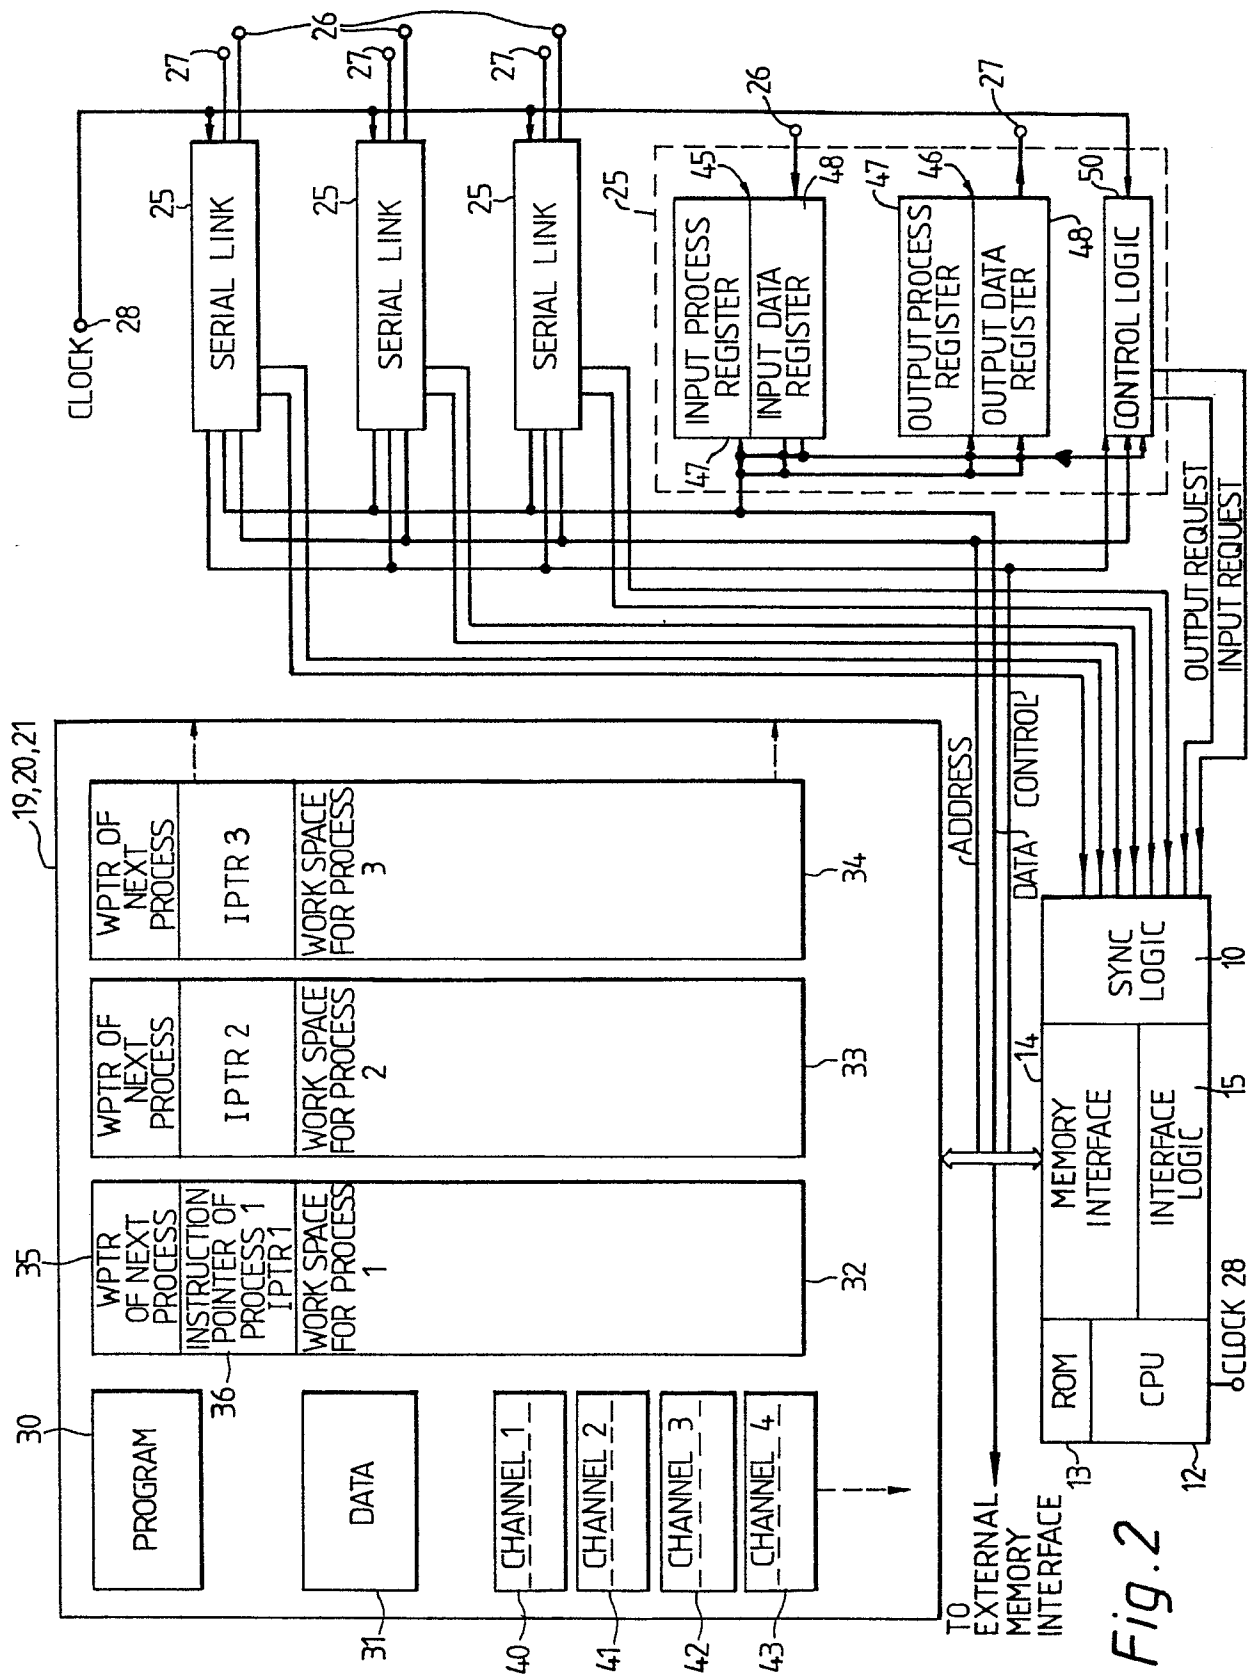 19,20,21
30
PROGRAM
31
DATA
40
CHANNEL 1
41
CHANNEL 2
42
CHANNEL 3
43
CHANNEL 4
35
WPTR
OF NEXT
PROCESS
INSTRUCTION
POINTER OF
PROCESS 1
IPTR1
WORK SPACE
FOR PROCESS
1
36
32
WPTR OF
NEXT
PROCESS
IPTR 2
WORK SPACE
FOR PROCESS
2
33
WPTR OF
NEXT
PROCESS
IPTR 3
WORK SPACE
FOR PROCESS
3
34
CLOCK
28
25
SERIAL LINK
27
26
25
SERIAL LINK
27
25
SERIAL LINK
27
25
47
INPUT PROCESS
REGISTER
INPUT DATA
REGISTER
45
48
26
OUTPUT PROCESS
REGISTER
OUTPUT DATA
REGISTER
47
46
48
27
CONTROL LOGIC
50
OUTPUT REQUEST
INPUT REQUEST
ADDRESS
DATA
CONTROL
TO
EXTERNAL
MEMORY
INTERFACE
13
ROM
12
CPU
CLOCK 28
14
MEMORY
INTERFACE
INTERFACE
LOGIC
15
SYNC
LOGIC
10
Fig.2